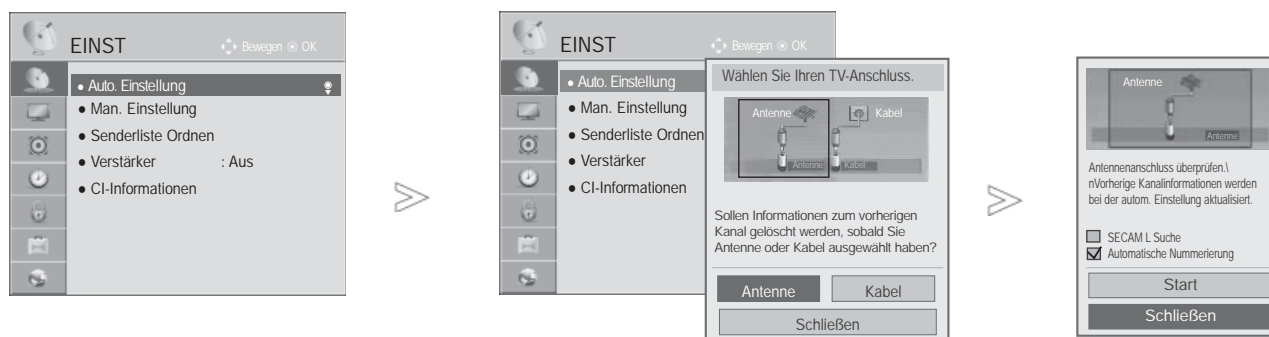 EINST
Bewegen OK
● Auto. Einstellung
● Man. Einstellung
● Senderliste Ordnen
● Verstärker : Aus
● CI-Informationen
EINST
Bewegen OK
● Auto. Einstellung
● Man. Einstellung
● Senderliste Ordnen
● Verstärker
● CI-Informationen
Wählen Sie Ihren TV-Anschluss.
Antenne
Kabel
Antenne
Kabel
Sollen Informationen zum vorherigen
Kanal gelöscht werden, sobald Sie
Antenne oder Kabel ausgewählt haben?
Antenne
Kabel
Schließen
Antenne
Antenne
Antennenanschluss überprüfen.\
nVorherige Kanalinformationen werden
bei der autom. Einstellung aktualisiert.
SECAM L Suche
Automatische Nummerierung
Start
Schließen